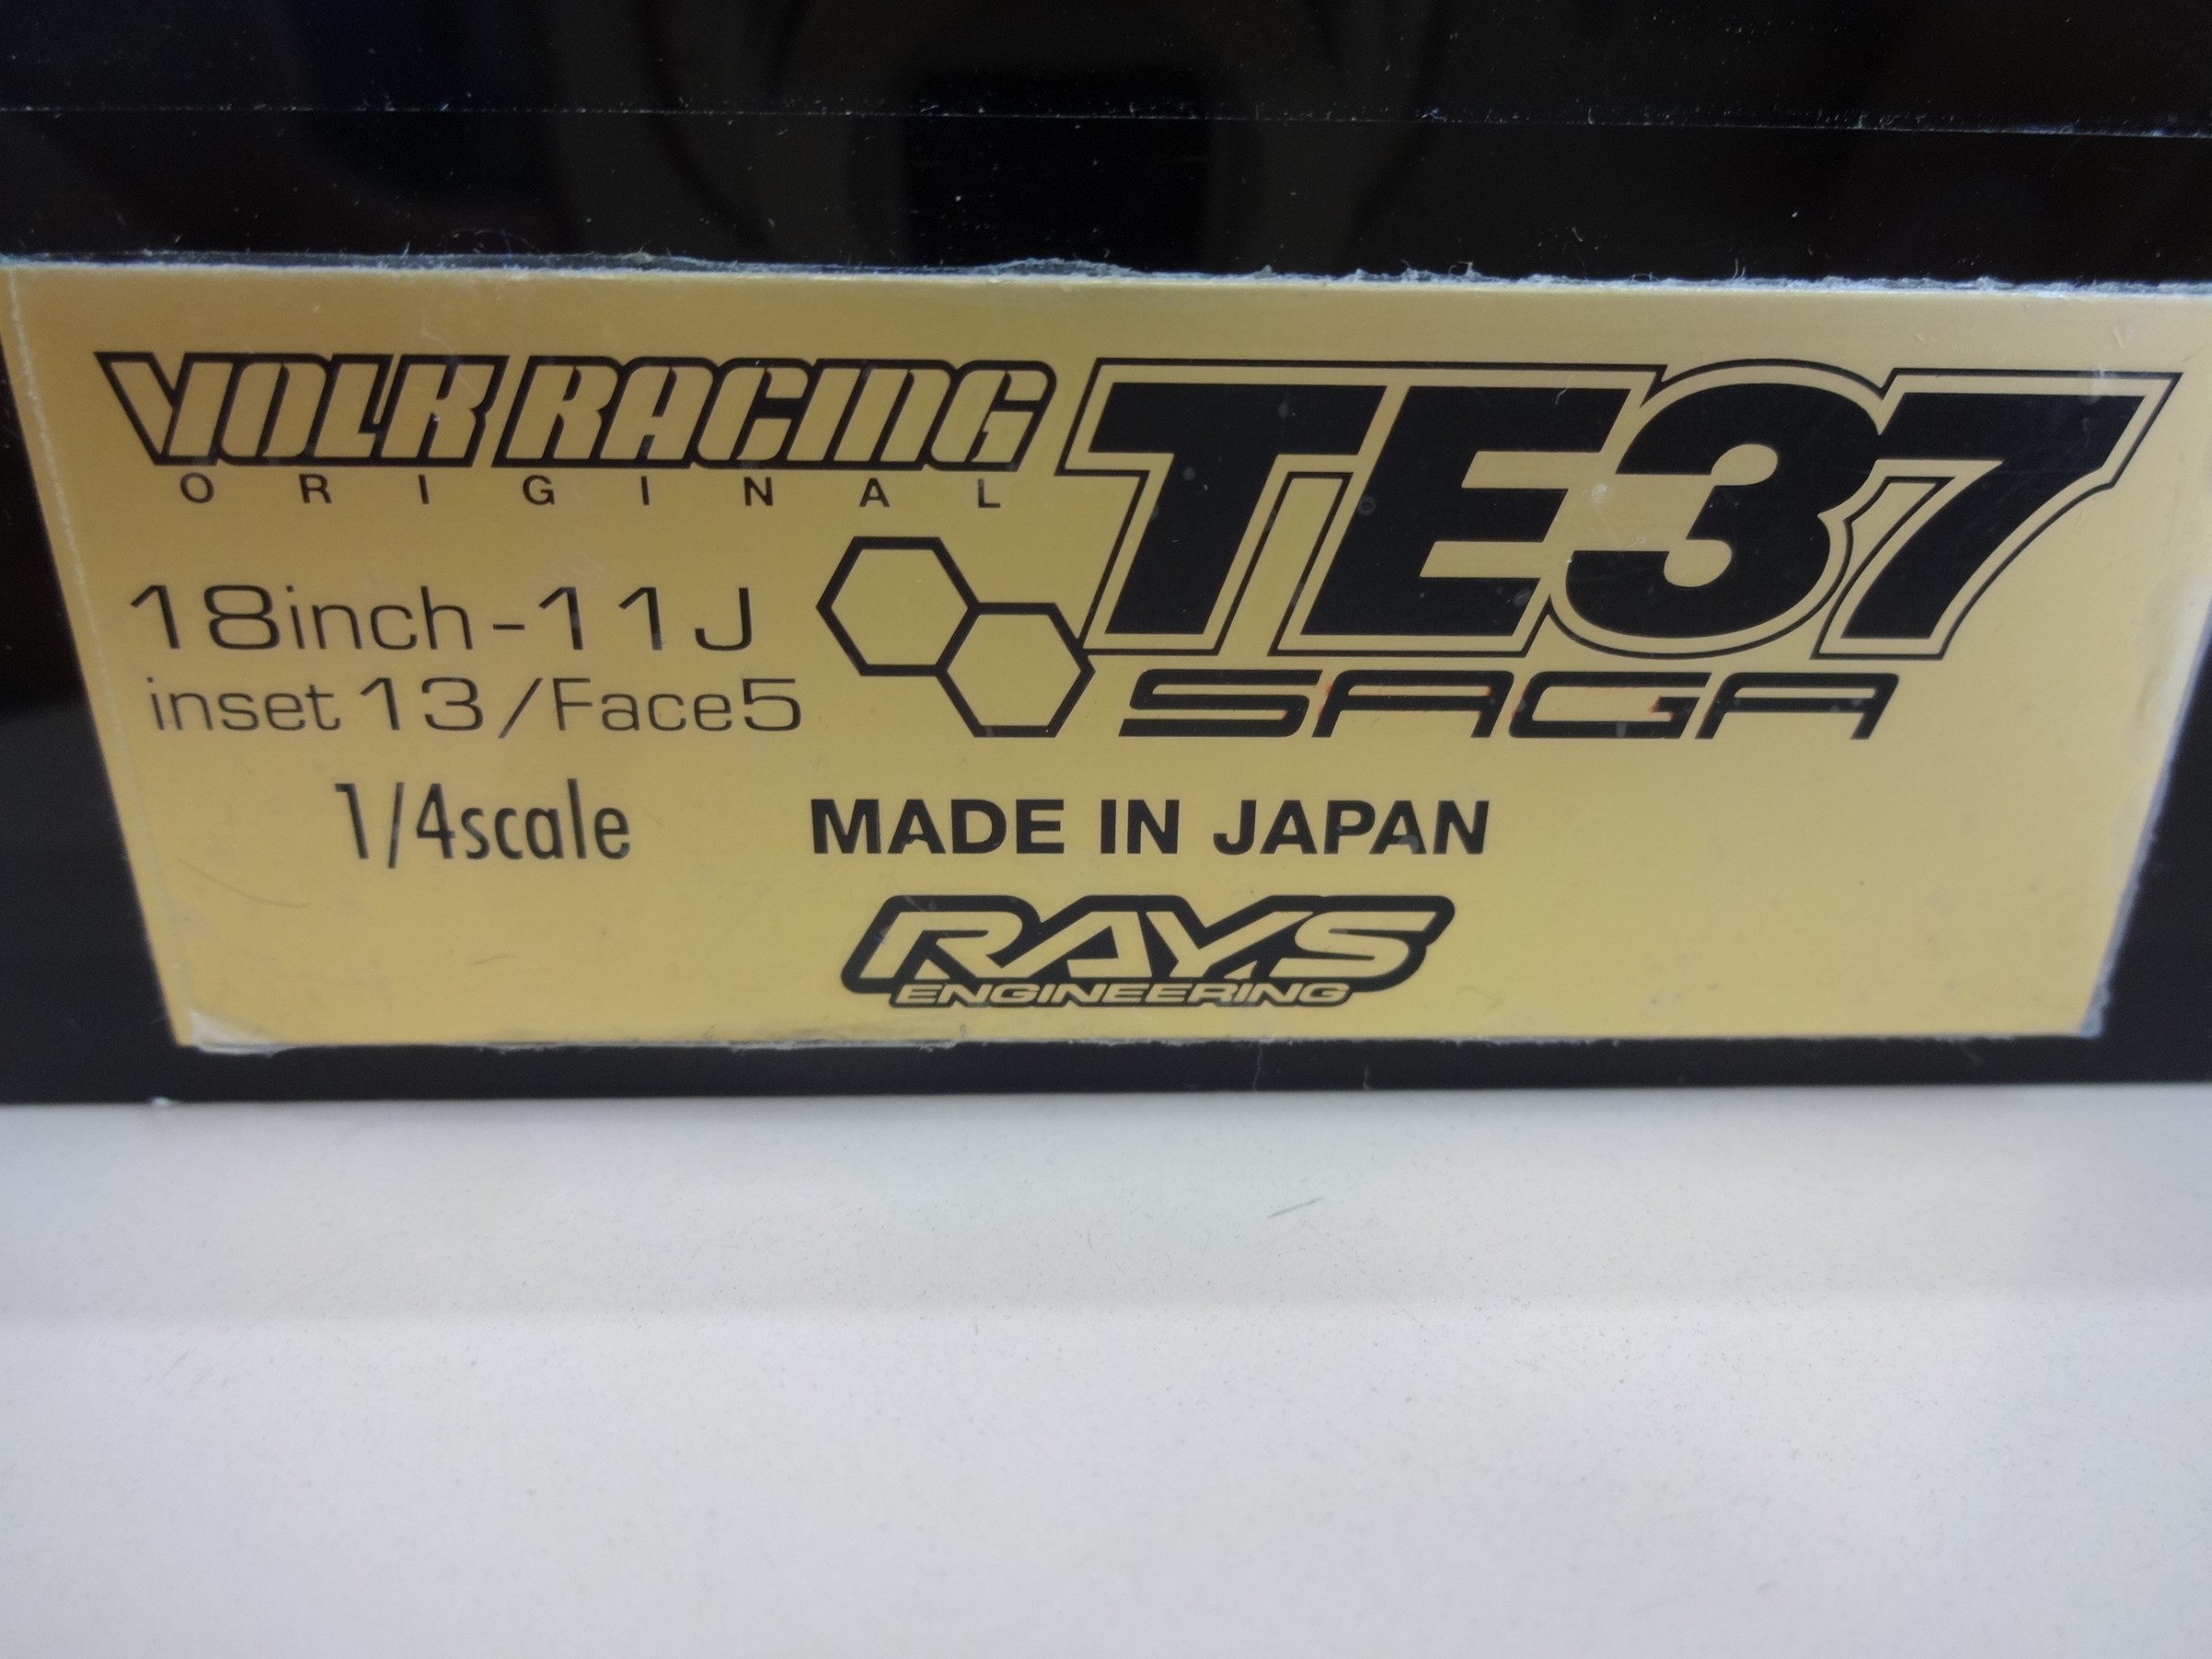 VOLK RACING TE37
ORIGINAL
18inch-11J
inset 13/Face5 SAGA
1/4scale MADE IN JAPAN
RAYS
ENGINEERING